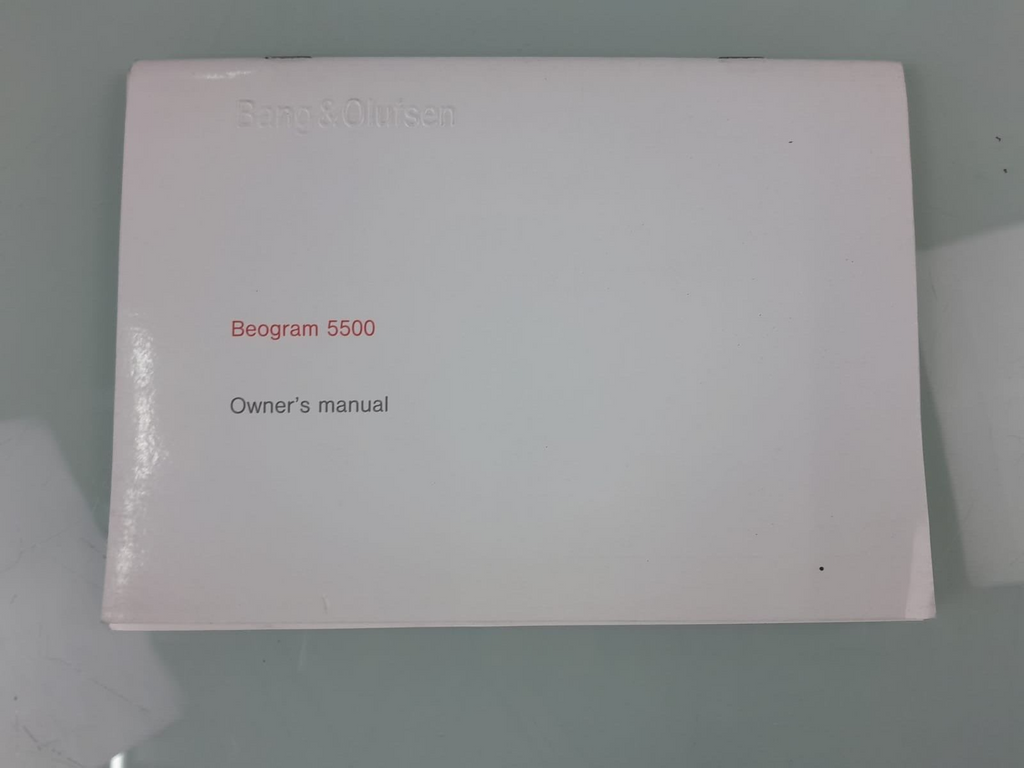 Bang & Olufsen
Beogram 5500
Owner's manual